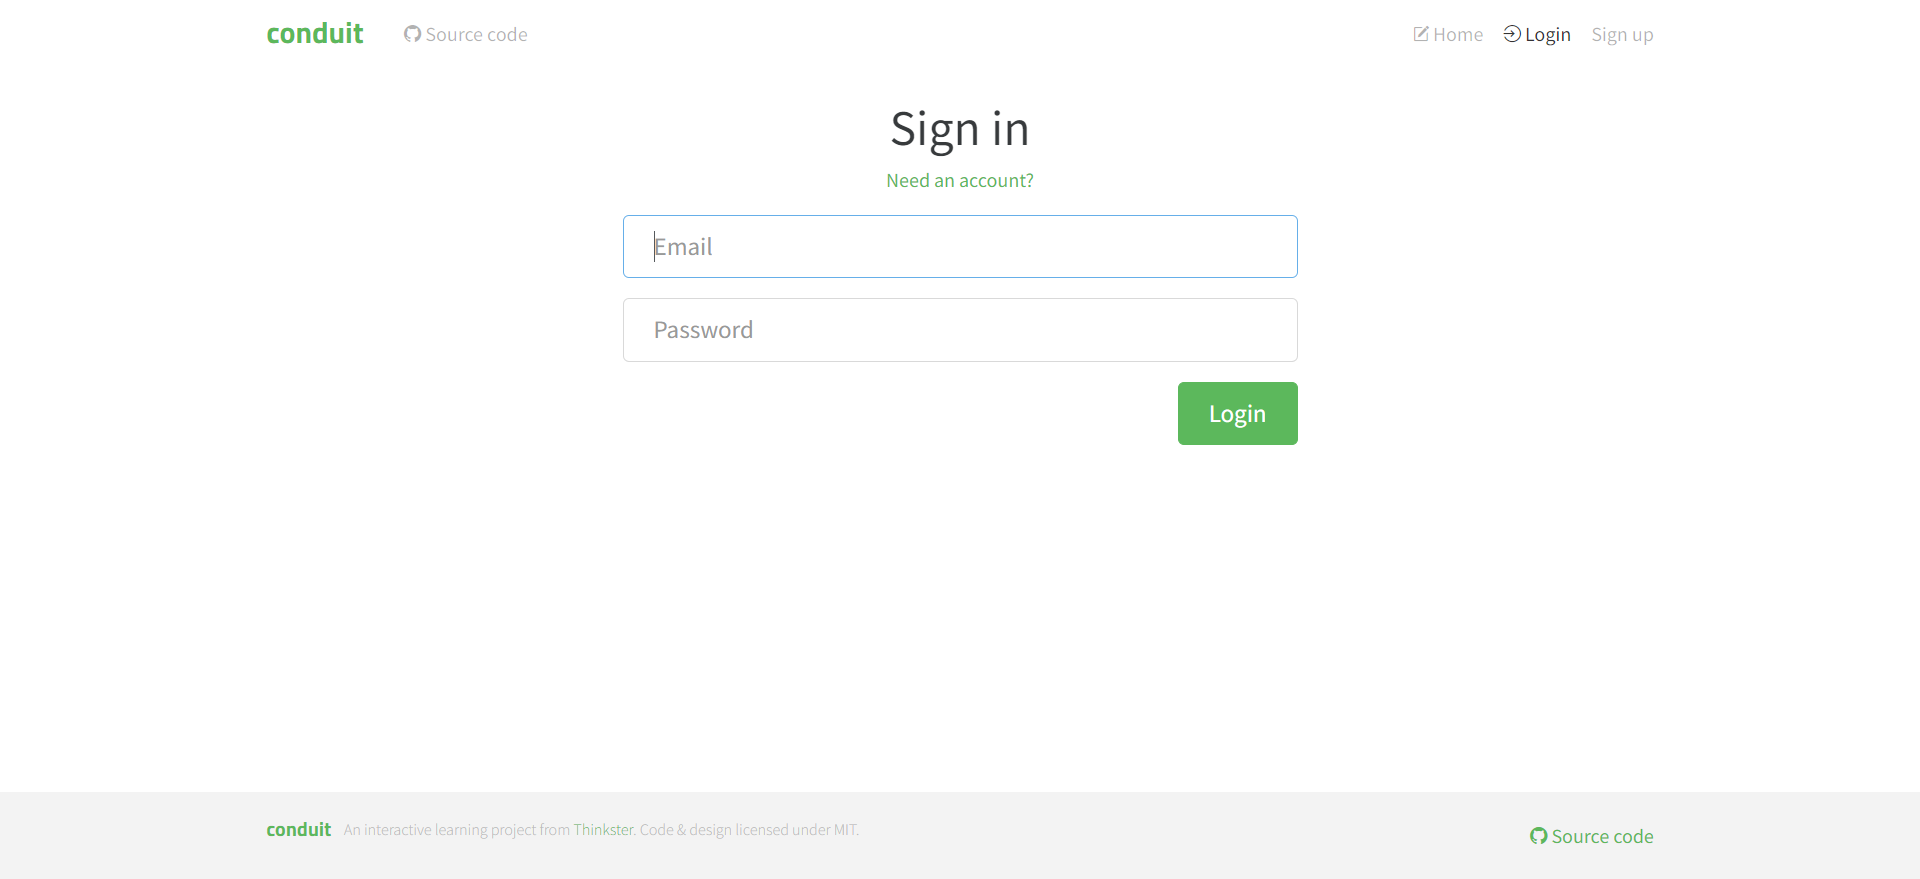 conduit Source code Home Login Sign up
Sign in
Need an account?
Email
Password
Login
conduit An interactive learning project from Thinkster. Code & design licensed under MIT.
Source code